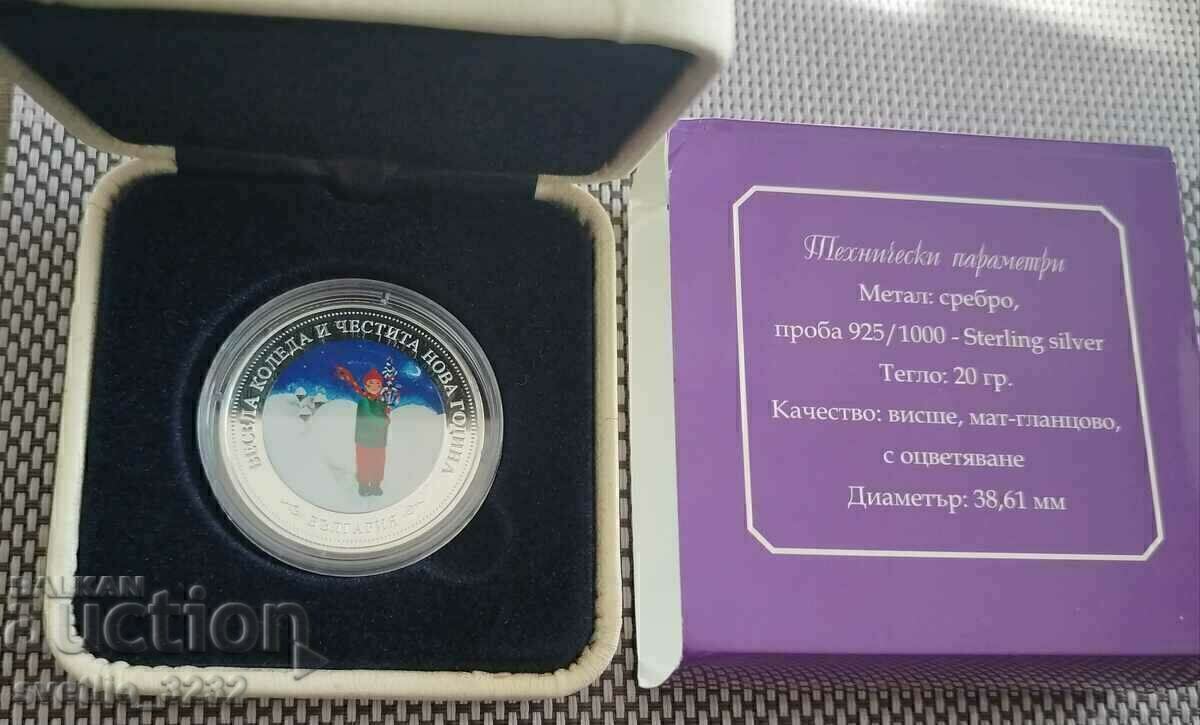 ВЕСЕЛА КОЛЕДА И ЧЕСТИТА НОВА ГОДИНА
БЪЛГАРИЯ
Технически параметри
Метал: сребро,
проба 925/1000 - Sterling silver
Тегло: 20 гр.
Качество: висше, мат-гланцово,
с оцветяване
Диаметър: 38,61 мм
BALKAN
auction
svetlio_3232